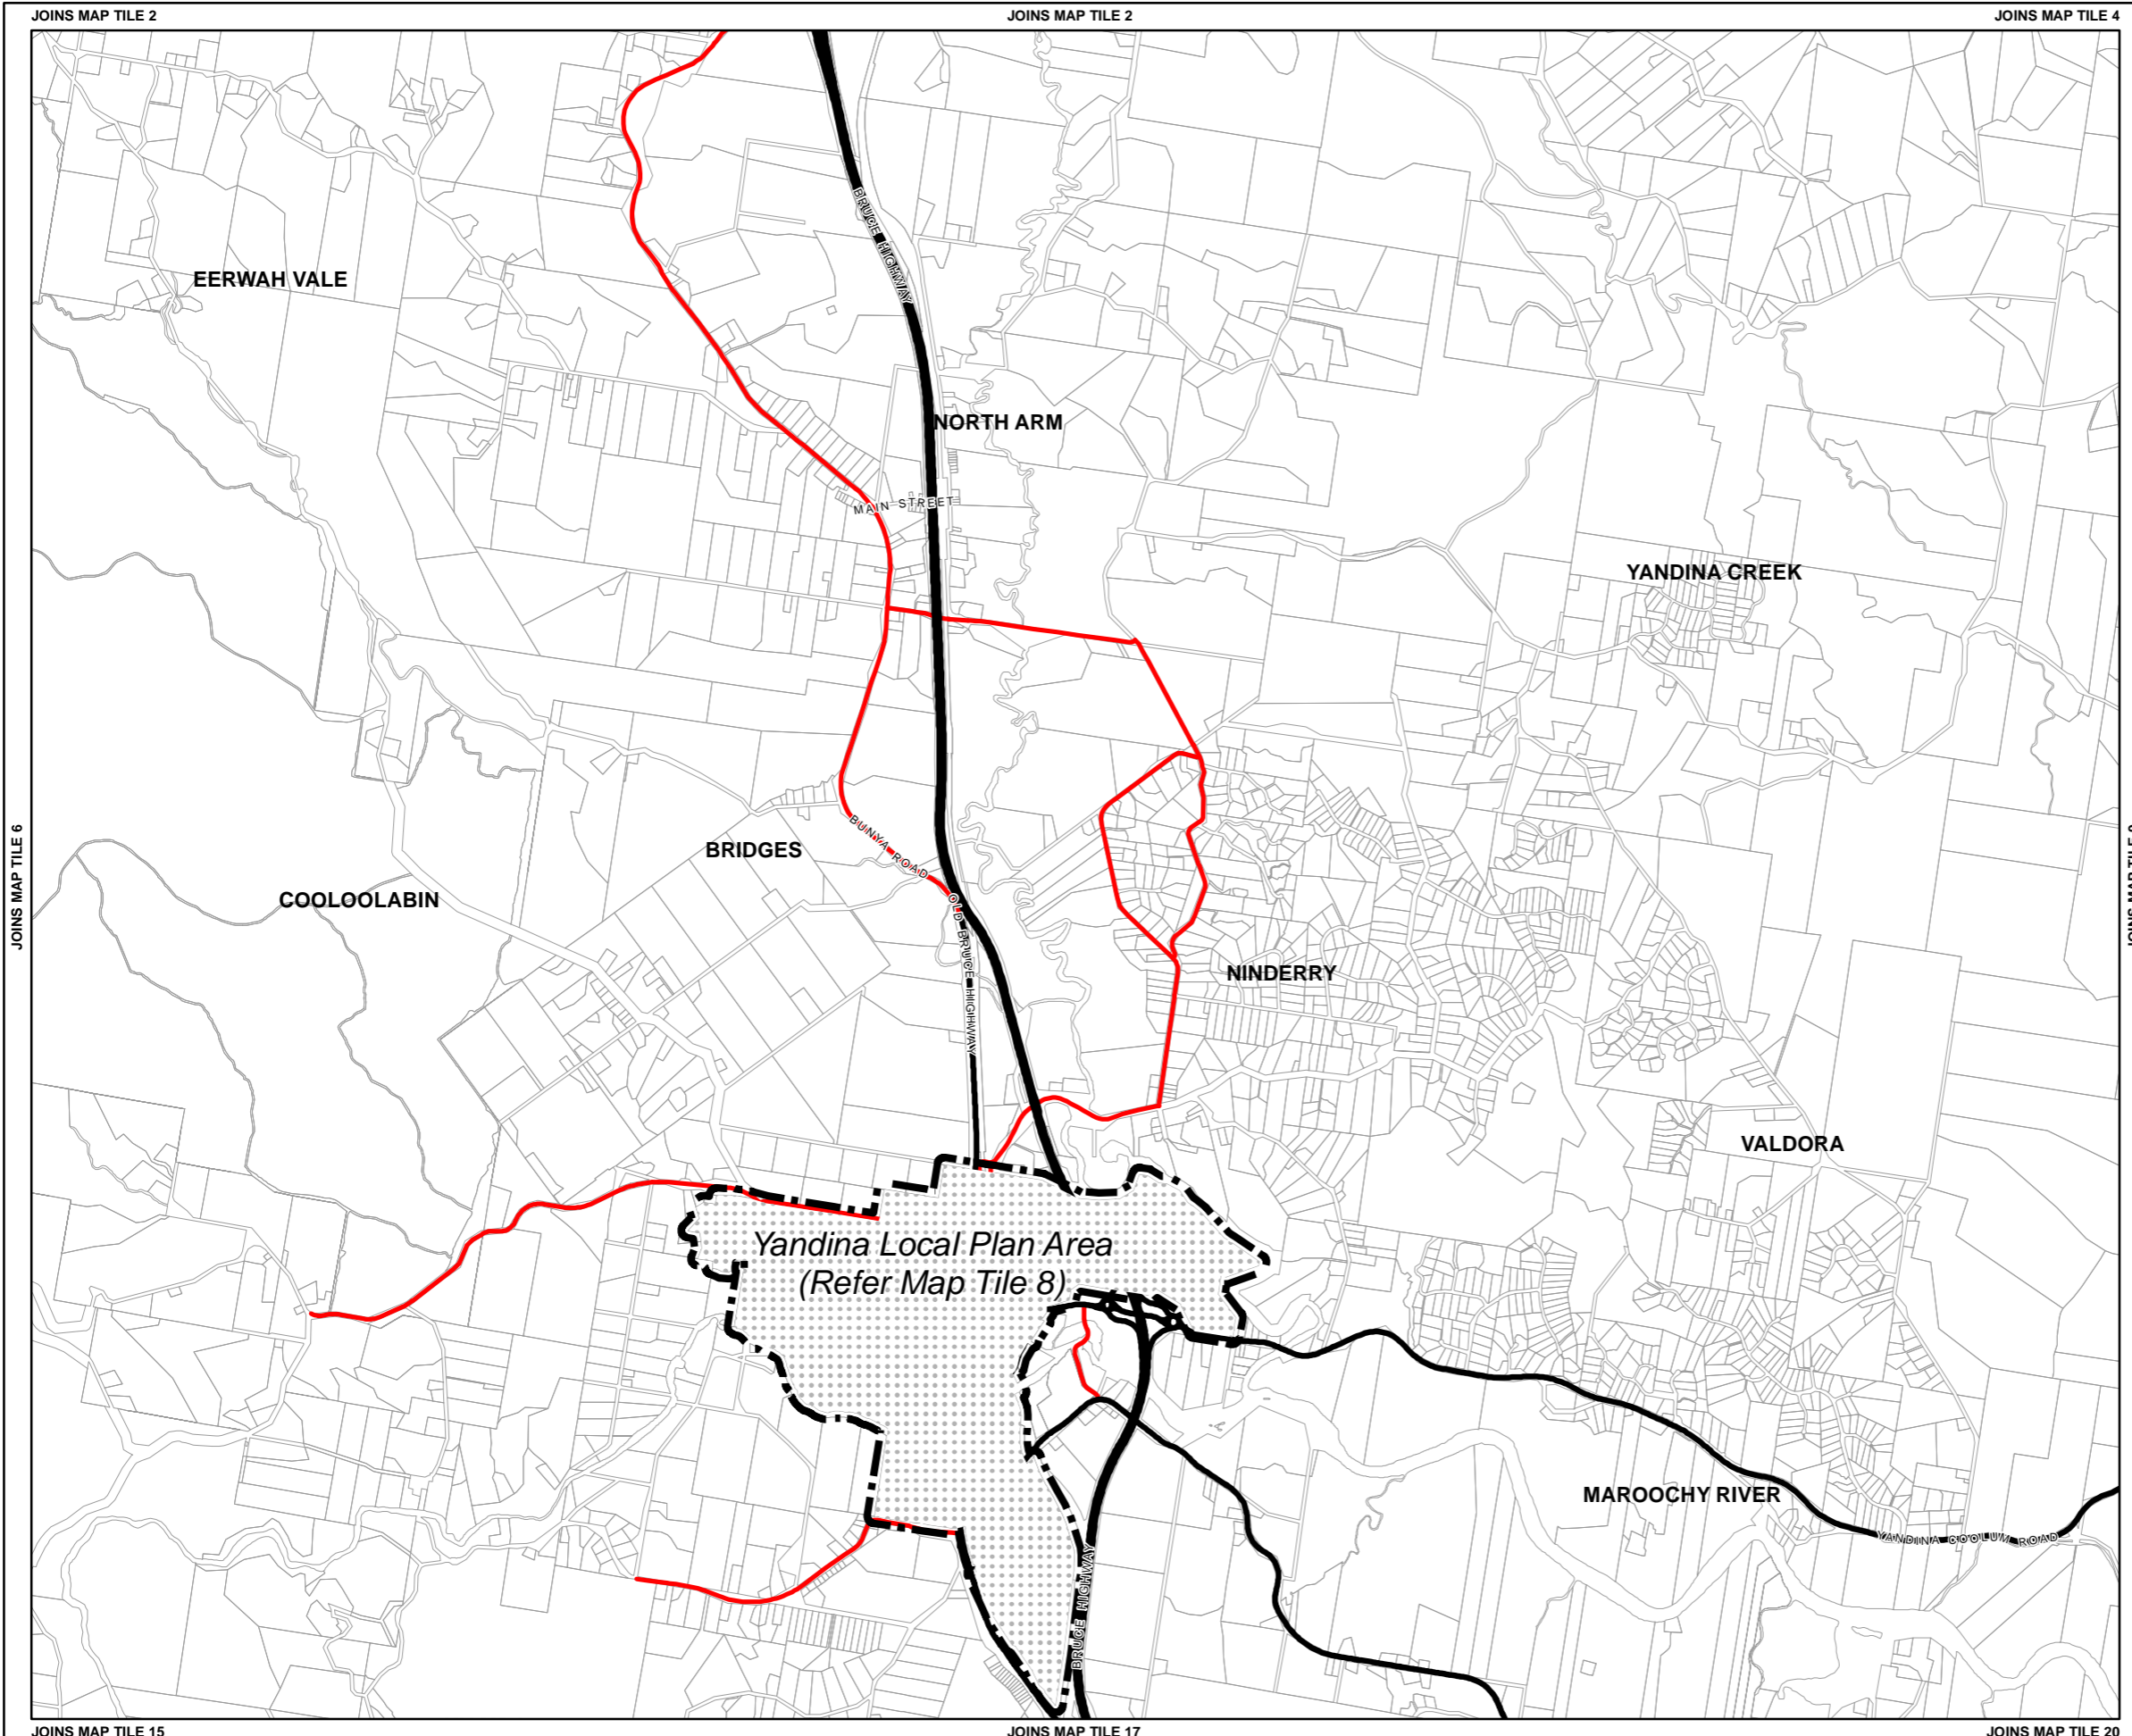 JOINS MAP TILE 2
JOINS MAP TILE 2
JOINS MAP TILE 4
BRUCE HIGHWAY
EERWAH VALE
NORTH ARM
MAIN STREET
YANDINA CREEK
JOINS MAP TILE 6
BUNYA ROAD
BRIDGES
COOLOOLABIN
OLD BRUCE HIGHWAY
NINDERRY
VALDORA
Yandina Local Plan Area
(Refer Map Tile 8)
MAROOCHY RIVER
YANDINA COOLUM ROAD
BRUCE HIGHWAY
JOINS MAP TILE 15
JOINS MAP TILE 17
JOINS MAP TILE 20